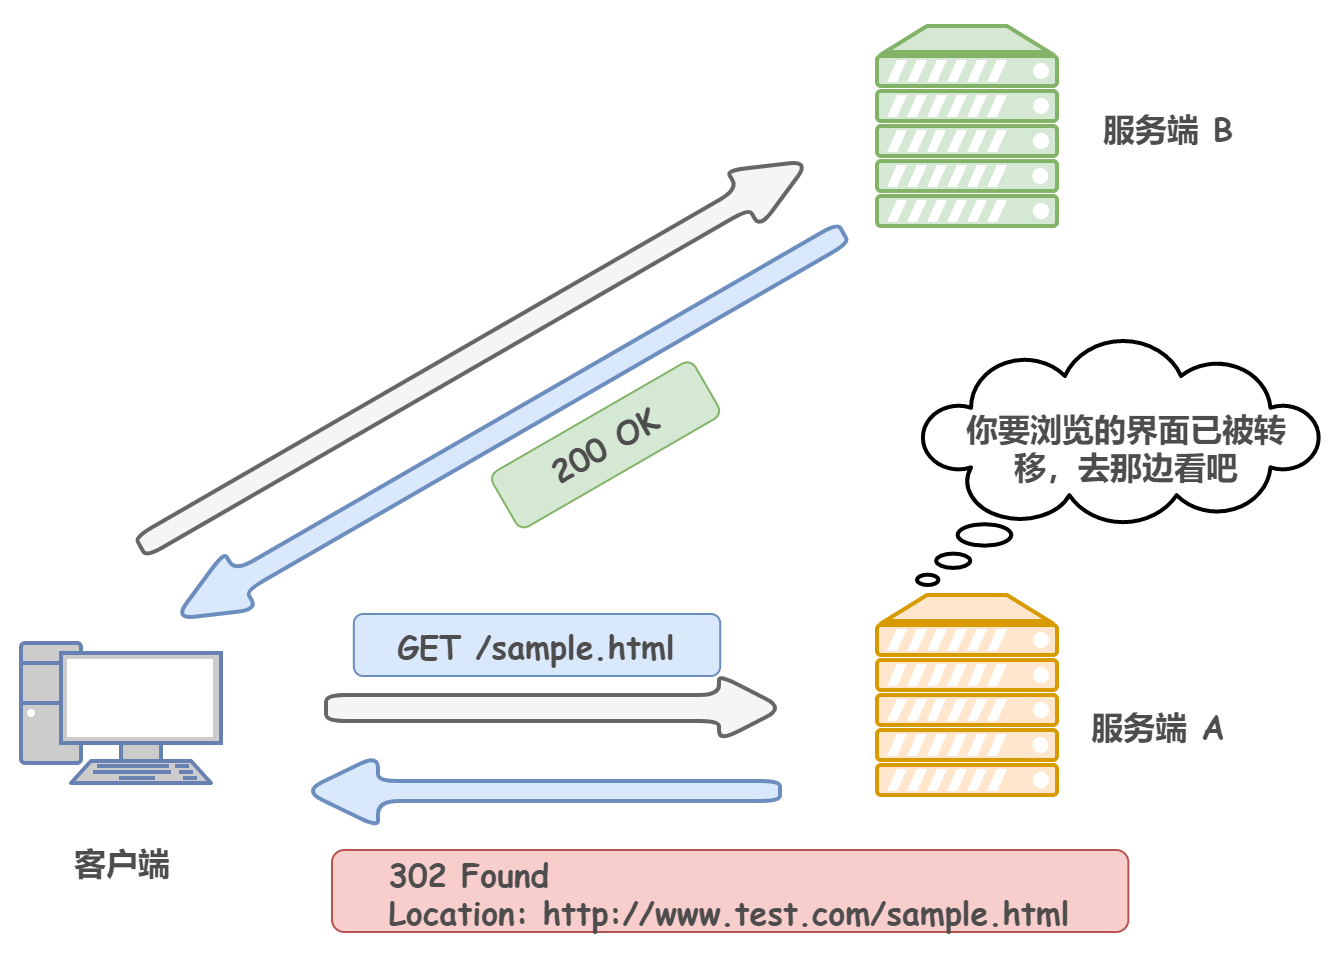 服务端 B
200 OK
你要浏览的界面已被转
移，去那边看吧
GET /sample.html
服务端 A
客户端
302 Found
Location: http://www.test.com/sample.html